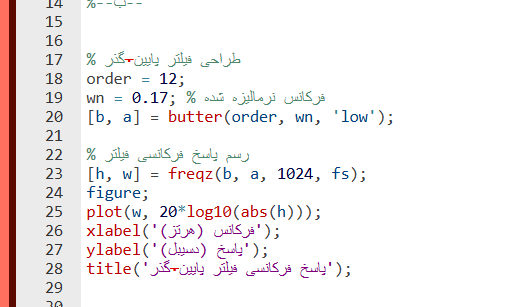 14 %--ب--
15
16
17 % طراحی فیلتر پایین-گذر
18 order = 12;
19 wn = 0.17; % فرکانس نرمالیزه شده
20 [b, a] = butter(order, wn, 'low');
21
22 % رسم پاسخ فرکانسی فیلتر
23 [h, w] = freqz(b, a, 1024, fs);
24 figure;
25 plot(w, 20*log10(abs(h)));
26 xlabel('فرکانس (هرتز)');
27 ylabel('پاسخ (دسیبل)');
28 title('پاسخ فرکانسی فیلتر پایین-گذر');
29
30